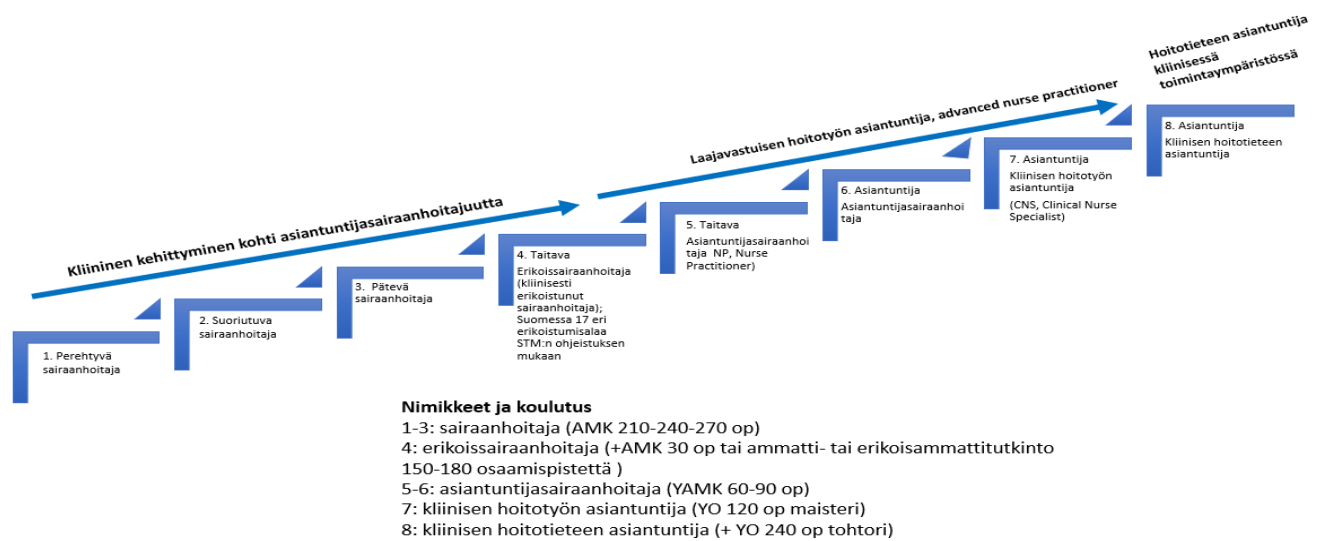 Hoitotieteen asiantuntija
kliinisessä
toimintaympäristössä
Laajavastuisen hoitotyön asiantuntija, advanced nurse practitioner
Kliininen kehittyminen kohti asiantuntijasairaanhoitajuutta
1. Perehtyvä
sairaanhoitaja
2. Suoriutuva
sairaanhoitaja
3. Pätevä
sairaanhoitaja
4. Taitava
Erikoissairaanhoitaja
(kliinisesti
erikoistunut
sairaanhoitaja);
Suomessa 17 eri
erikoistumisalaa
STM:n ohjeistuksen
mukaan
5. Taitava
Asiantuntijasairaanhoi
taja NP, Nurse
Practitioner)
6. Asiantuntija
Asiantuntijasairaanhoi
taja
7. Asiantuntija
Kliinisen hoitotyön
asiantuntija
(CNS, Clinical Nurse
Specialist)
8. Asiantuntija
Kliinisen hoitotieteen
asiantuntija
Nimikkeet ja koulutus
1-3: sairaanhoitaja (AMK 210-240-270 op)
4: erikoissairaanhoitaja (+AMK 30 op tai ammatti- tai erikoisammattitutkinto
150-180 osaamispistettä )
5-6: asiantuntijasairaanhoitaja (YAMK 60-90 op)
7: kliinisen hoitotyön asiantuntija (YO 120 op maisteri)
8: kliinisen hoitotieteen asiantuntija (+ YO 240 op tohtori)